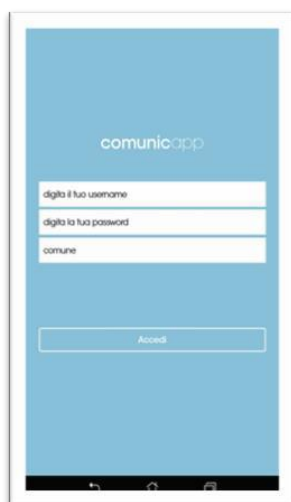 comunicapp
digita il tuo username
digita la tua password
comune
Accedi